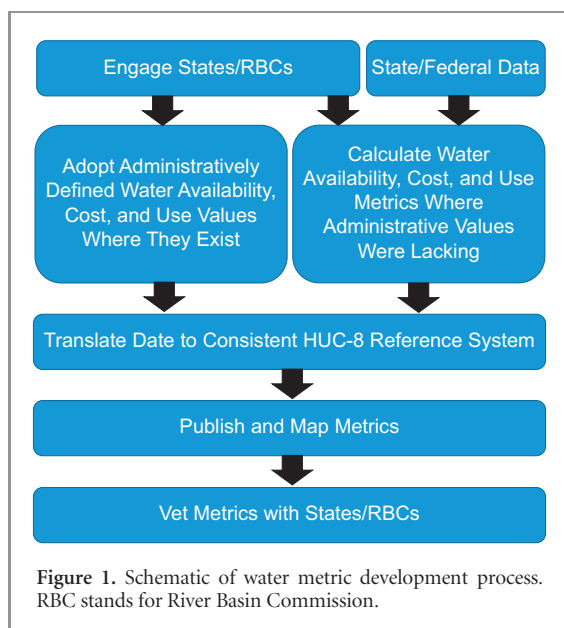 Engage States/RBCs
State/Federal Data
Adopt Administratively
Defined Water Availability,
Cost, and Use Values
Where They Exist
Calculate Water
Availability, Cost, and Use
Metrics Where
Administrative Values
Were Lacking
Translate Date to Consistent HUC-8 Reference System
Publish and Map Metrics
Vet Metrics with States/RBCs
Figure 1. Schematic of water metric development process.
RBC stands for River Basin Commission.